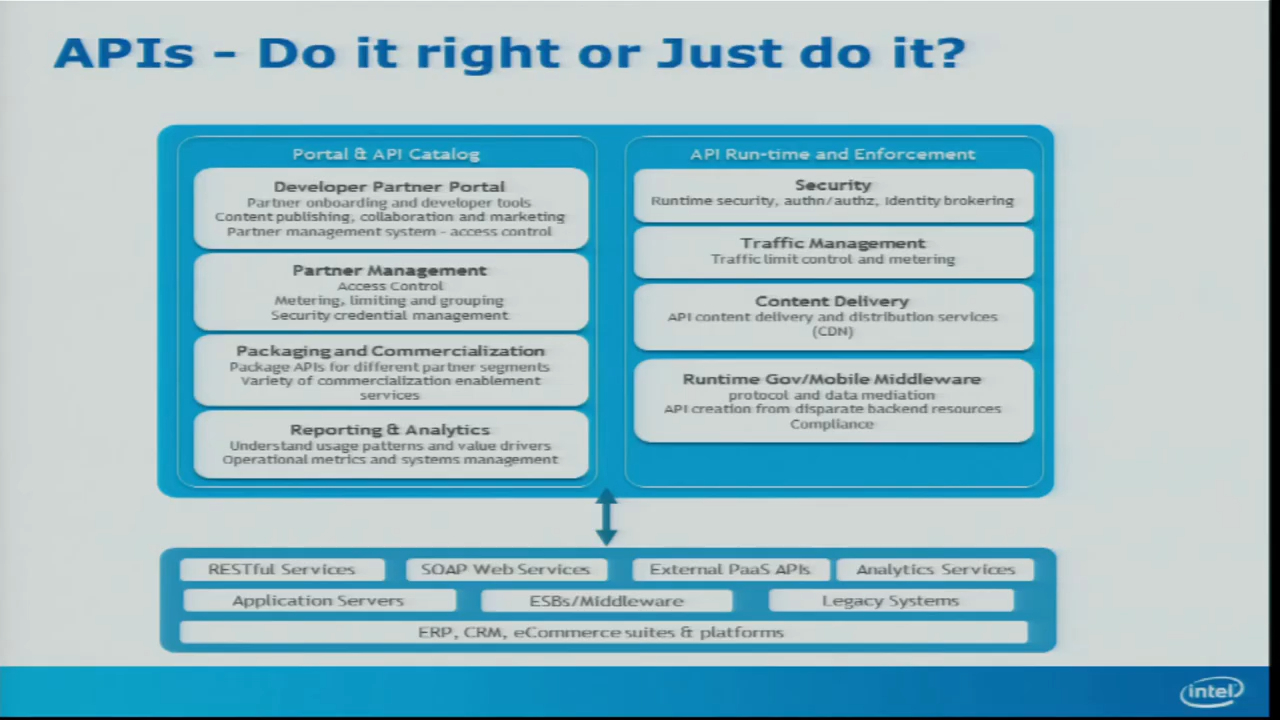 APIs - Do it right or Just do it?
Portal & API Catalog
Developer Partner Portal
Partner onboarding and developer tools
Content publishing, collaboration and marketing
Partner management system - access control
Partner Management
Access Control
Metering, limiting and grouping
Security credential management
Packaging and Commercialization
Package APIs for different partner segments
Variety of commercialization enablement
services
Reporting & Analytics
Understand usage patterns and value drivers
Operational metrics and systems management
API Run-time and Enforcement
Security
Runtime security, authn/authz, Identity brokering
Traffic Management
Traffic limit control and metering
Content Delivery
API content delivery and distribution services
(CDN)
Runtime Gov/Mobile Middleware
protocol and data mediation
API creation from disparate backend resources
Compliance
RESTful Services
SOAP Web Services
External PaaS APIs
Analytics Services
Application Servers
ESBs/Middleware
Legacy Systems
ERP, CRM, eCommerce suites & platforms
intel